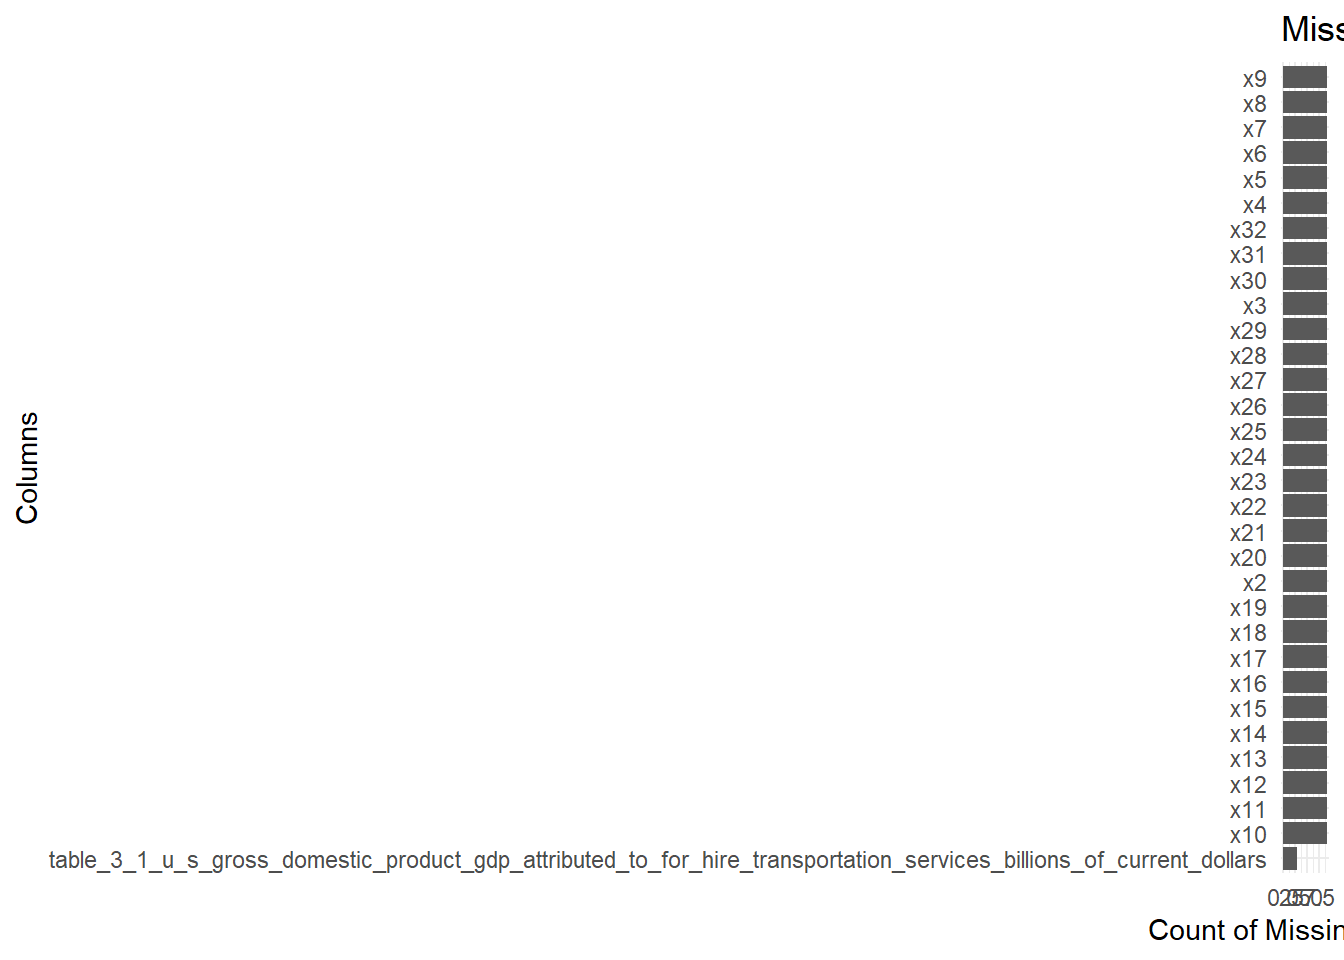 Miss
x9
x8
x7
x6
x5
x4
x32
x31
x30
x3
x29
x28
x27
x26
x25
x24
x23
x22
x21
x20
x2
x19
x18
x17
x16
x15
x14
x13
x12
x11
x10
table_3_1_u_s_gross_domestic_product_gdp_attributed_to_for_hire_transportation_services_billions_of_current_dollars
Columns
Count of Missin